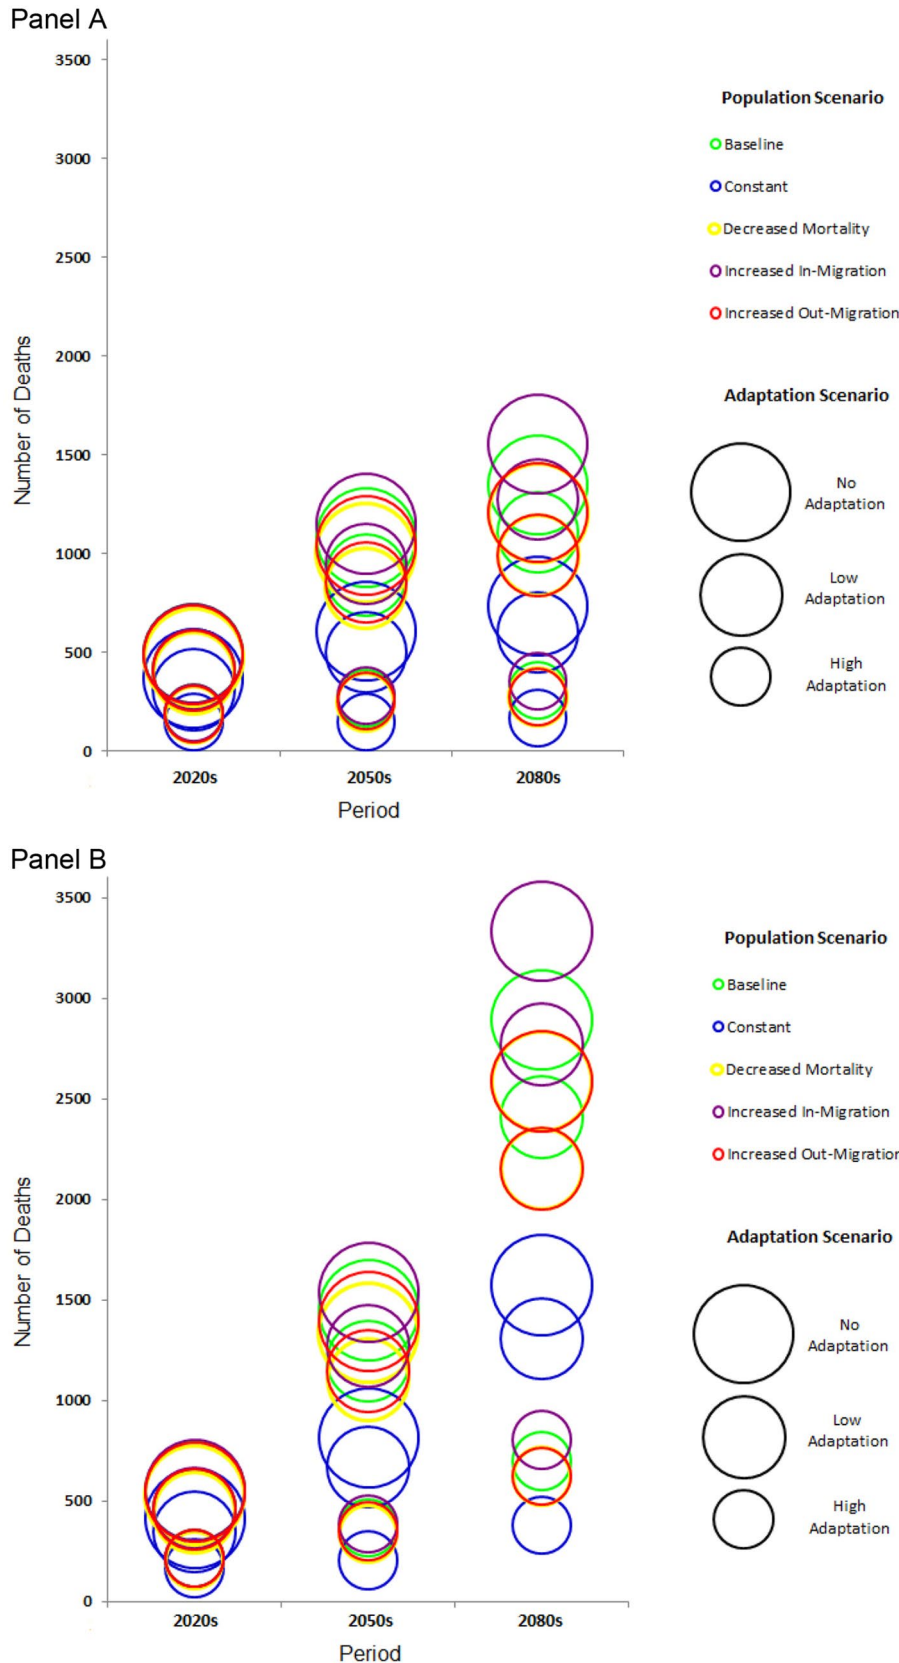 Panel A
3500
3000
2500
2000
1500
1000
500
0
Number of Deaths
2020s 2050s 2080s
Period
Population Scenario
Baseline
Constant
Decreased Mortality
Increased In-Migration
Increased Out-Migration
Adaptation Scenario
No
Adaptation
Low
Adaptation
High
Adaptation
Panel B
3500
3000
2500
2000
1500
1000
500
0
Number of Deaths
2020s 2050s 2080s
Period
Population Scenario
Baseline
Constant
Decreased Mortality
Increased In-Migration
Increased Out-Migration
Adaptation Scenario
No
Adaptation
Low
Adaptation
High
Adaptation